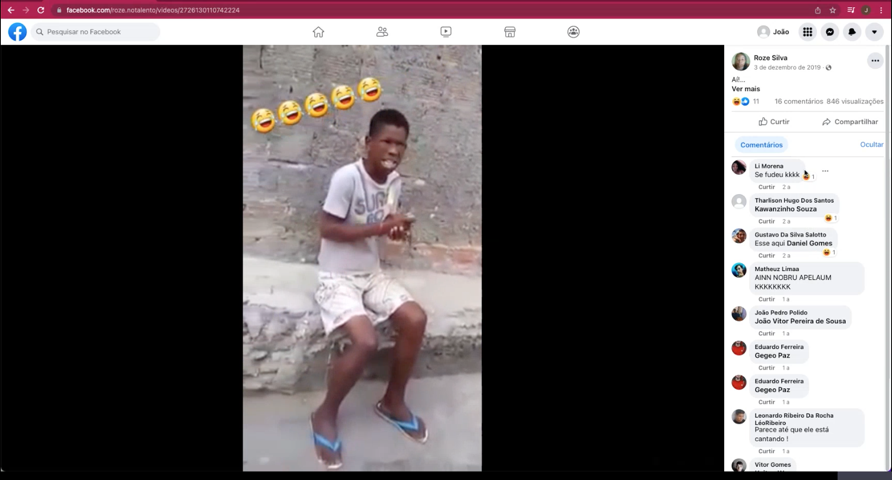 facebook.com/roze.notalento/videos/2726130110742224
Pesquisar no Facebook
João
Roze Silva
3 de dezembro de 2019
Aí!...
Ver mais
11
16 comentários 846 visualizações
Curtir
Compartilhar
Comentários
Ocultar
Li Morena
Se fudeu kkkk
1
Curtir 2 a
Tharlison Hugo Dos Santos
Kawanzinho Souza
1
Curtir 2 a
Gustavo Da Silva Salotto
Esse aqui Daniel Gomes
1
Curtir 2 a
Matheuz Limaa
AINN NOBRU APELAUM
KKKKKKKK
Curtir 1 a
João Pedro Polido
João Vitor Pereira de Sousa
Curtir 1 a
Eduardo Ferreira
Gegeo Paz
Curtir 1 a
Eduardo Ferreira
Gegeo Paz
Curtir 1 a
Leonardo Ribeiro Da Rocha
LéoRibeiro
Parece até que ele está
cantando !
Curtir 1 a
Vitor Gomes